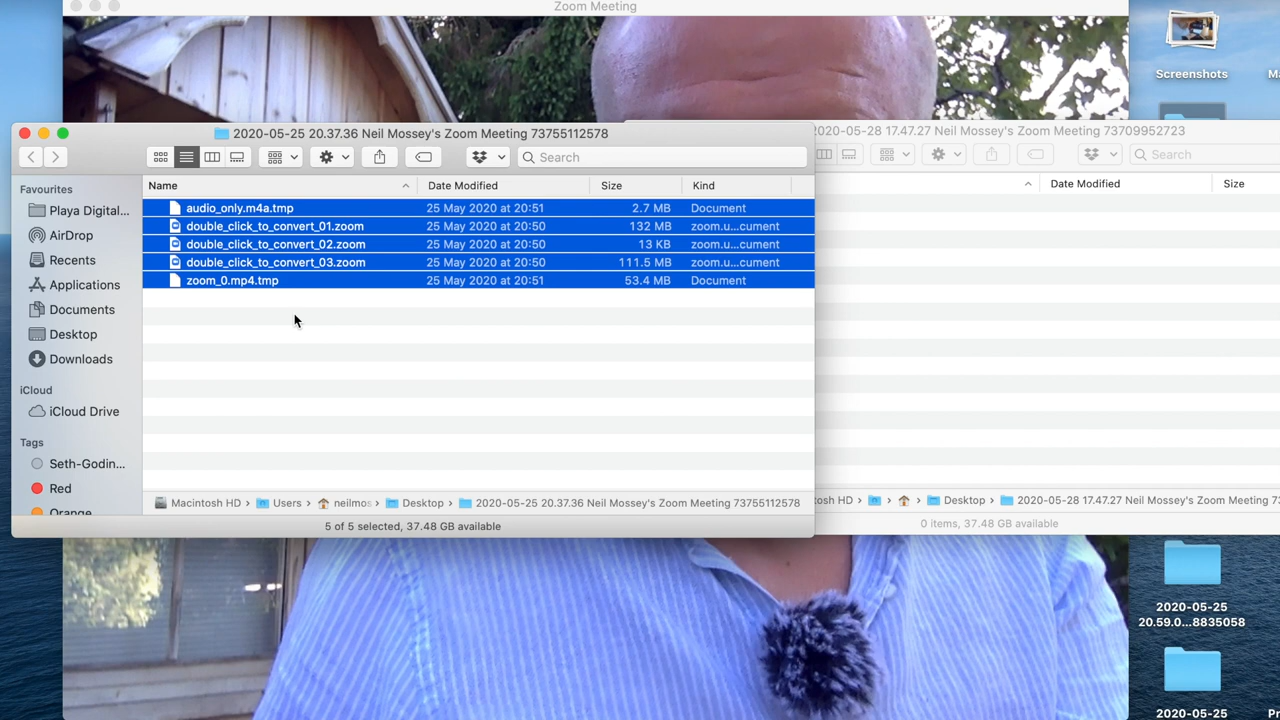 Zoom Meeting
Screenshots
2020-05-25 20.37.36 Neil Mossey's Zoom Meeting 73755112578
2020-05-28 17.47.27 Neil Mossey's Zoom Meeting 73709952723
Search
Search
Favourites
Playa Digital...
AirDrop
Recents
Applications
Documents
Desktop
Downloads
iCloud
iCloud Drive
Tags
Seth-Godin...
Red
Orange
Name Date Modified Size Kind
audio_only.m4a.tmp 25 May 2020 at 20:51 2.7 MB Document
double_click_to_convert_01.zoom 25 May 2020 at 20:50 132 MB zoom.u...cument
double_click_to_convert_02.zoom 25 May 2020 at 20:50 13 KB zoom.u...cument
double_click_to_convert_03.zoom 25 May 2020 at 20:50 111.5 MB zoom.u...cument
zoom_0.mp4.tmp 25 May 2020 at 20:51 53.4 MB Document
Macintosh HD › Users › neilmos › Desktop › 2020-05-25 20.37.36 Neil Mossey's Zoom Meeting 73755112578
5 of 5 selected, 37.48 GB available
Date Modified Size
tosh HD › Desktop › 2020-05-28 17.47.27 Neil Mossey's Zoom Meeting 73
0 items, 37.48 GB available
2020-05-25
20.59.0...8835058
2020-05-25